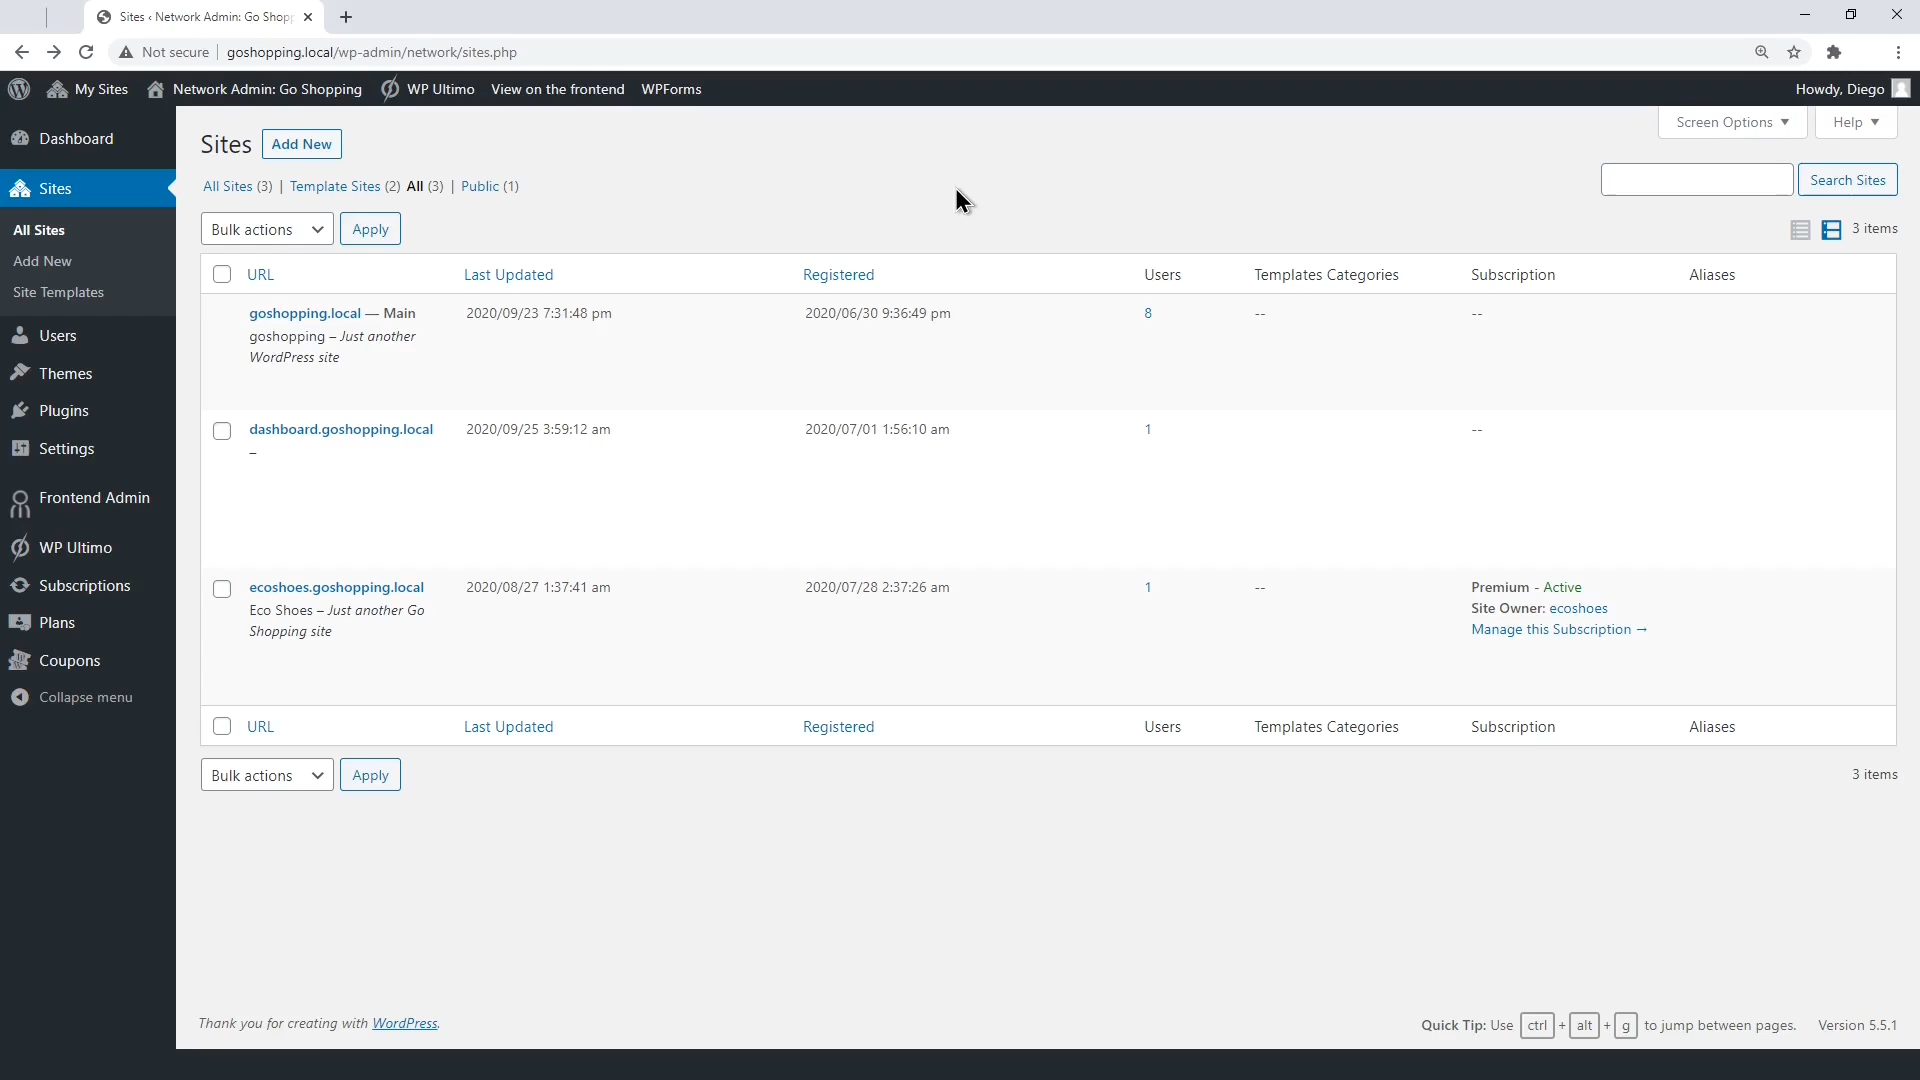 Sites ‹ Network Admin: Go Shopp
Not secure
goshopping.local/wp-admin/network/sites.php
My Sites
Network Admin: Go Shopping
WP Ultimo
View on the frontend
WPForms
Howdy, Diego
Dashboard
Sites
All Sites
Add New
Site Templates
Users
Themes
Plugins
Settings
Frontend Admin
WP Ultimo
Subscriptions
Plans
Coupons
Collapse menu
Screen Options
Help
Sites
Add New
All Sites (3) | Template Sites (2) All (3) | Public (1)
Search Sites
Bulk actions
Apply
3 items
URL Last Updated Registered Users Templates Categories Subscription Aliases
goshopping.local — Main 2020/09/23 7:31:48 pm 2020/06/30 9:36:49 pm 8 -- --
goshopping – Just another
WordPress site
dashboard.goshopping.local 2020/09/25 3:59:12 am 2020/07/01 1:56:10 am 1 --
–
ecoshoes.goshopping.local 2020/08/27 1:37:41 am 2020/07/28 2:37:26 am 1 -- Premium - Active
Eco Shoes – Just another Go Site Owner: ecoshoes
Shopping site Manage this Subscription →
URL Last Updated Registered Users Templates Categories Subscription Aliases
Bulk actions
Apply
3 items
Thank you for creating with WordPress.
Quick Tip: Use ctrl + alt + g to jump between pages. Version 5.5.1